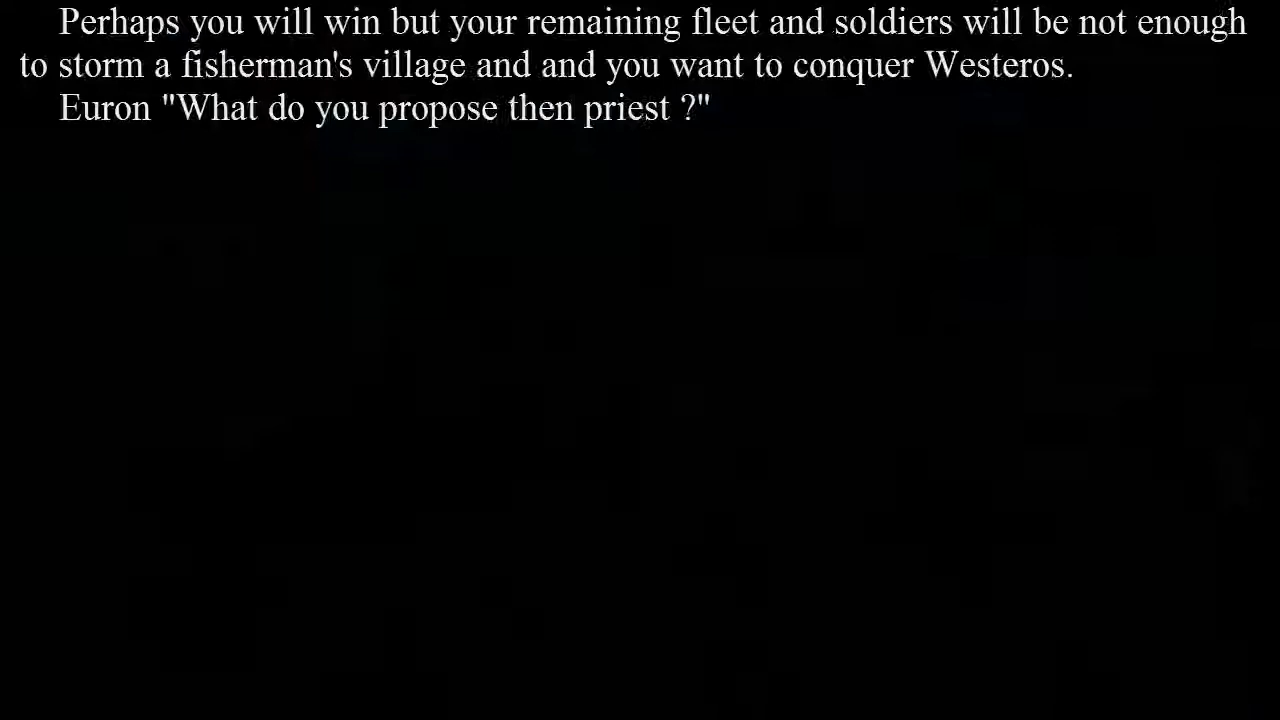 Perhaps you will win but your remaining fleet and soldiers will be not enough
to storm a fisherman's village and and you want to conquer Westeros.
Euron "What do you propose then priest ?"